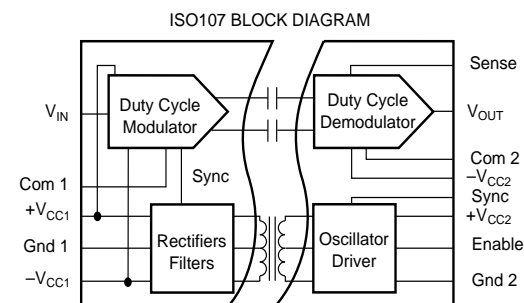 ISO107 BLOCK DIAGRAM
Sense
V_IN
Duty Cycle
Modulator
Duty Cycle
Demodulator
V_OUT
Com 1
Sync
Com 2
–V_CC2
Sync
+V_CC1
+V_CC2
Gnd 1
Rectifiers
Filters
Oscillator
Driver
Enable
–V_CC1
Gnd 2